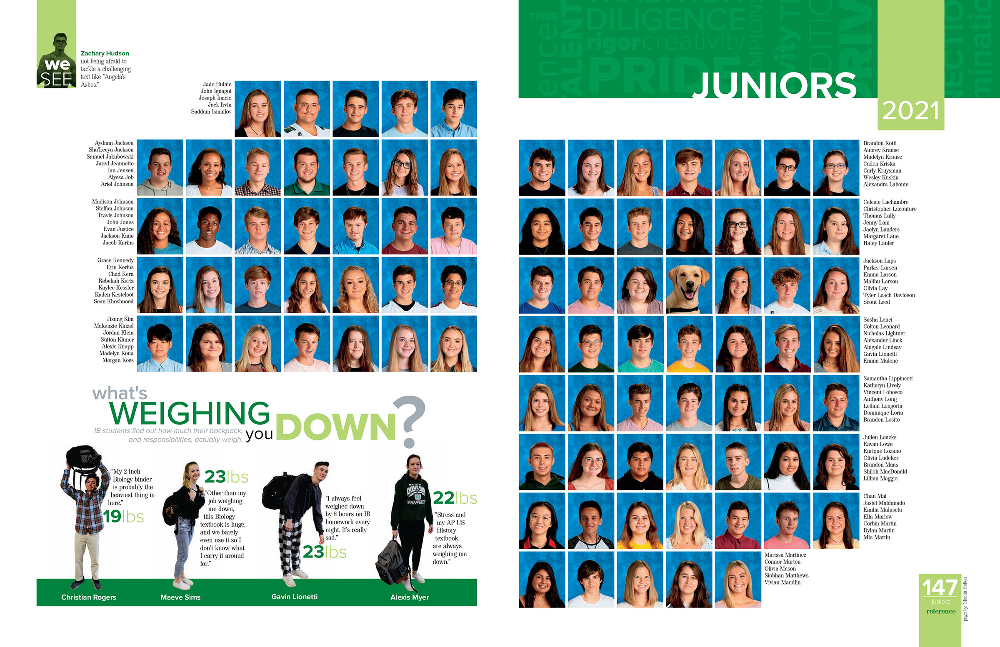 we
SEE
Zachary Hudson
not being afraid to
tackle a challenging
text like "Angela's
Ashes."
Jade Hulme
John Ignagni
Joseph Inacio
Jack Irvin
Saddam Ismailov
Aydann Jackson
Sha'Leeya Jackson
Samuel Jakubowski
Jared Jeannette
Ian Jensen
Alyssa Job
Ariel Johnson
Madison Johnson
Steffan Johnson
Travis Johnson
John Jones
Evan Justice
Jackson Kane
Jacob Karins
Grace Kennedy
Erin Kerins
Chad Kern
Rebekah Kertz
Kaylee Kessler
Kaden Kesteloot
Sean Khoshnood
Jisung Kim
Makenzie Kinzel
Jordan Klein
Sutton Kluner
Alexis Knapp
Madelyn Kona
Morgan Koss
what's
WEIGHING
you DOWN?
IB students find out how much their backpack,
and responsibilities, actually weigh.
"My 2 inch
Biology binder
is probably the
heaviest thing in
here."
19lbs
Christian Rogers
23lbs
"Other than my
job weighing
me down,
this Biology
textbook is huge,
and we barely
even use it so I
don't know what
I carry it around
for."
Maeve Sims
"I always feel
weighed down
by 8 hours on IB
homework every
night. It's really
sad."
23lbs
Gavin Lionetti
STATE
CHAMPIONS
FOOTBALL
22lbs
"Stress and
my AP US
History
textbook
are always
weighing me
down."
Alexis Myer
TRIBE
DILIGENCE
rigor creativity
PRIDE
JUNIORS
2021
Brandon Kotti
Aubrey Krause
Madelyn Krause
Caden Kriska
Carly Kruysman
Wesley Kuskin
Alexandra Labonte
Celeste Lachambre
Christopher Lacouture
Thomas Lally
Jenny Lam
Jaelyn Landers
Margaret Lane
Haley Lanier
Jackson Laps
Parker Larsen
Emma Larson
Malibu Larson
Olivia Lay
Tyler Leach Davidson
Scout Leed
Sasha Lenci
Colton Leonard
Nicholas Lightner
Alexander Linck
Abigale Lindsay
Gavin Lionetti
Emma Malone
Samantha Lippincott
Katheryn Lively
Vincent Lobosco
Anthony Long
Leilani Longoria
Dominique Loria
Brandon Losito
Julien Loucks
Eavan Lowe
Enrique Lozano
Olivia Ludeker
Brandon Maas
Shiloh MacDonald
Lillian Maggio
Chau Mai
Jasiel Maldanado
Emilia Maluselu
Ella Marlow
Corbin Martin
Dylan Martin
Mia Martin
Marissa Martinez
Connor Marton
Olivia Mason
Siobhan Matthews
Vivian Maudlin
147
juniors
reference
page by: Glenda Holton